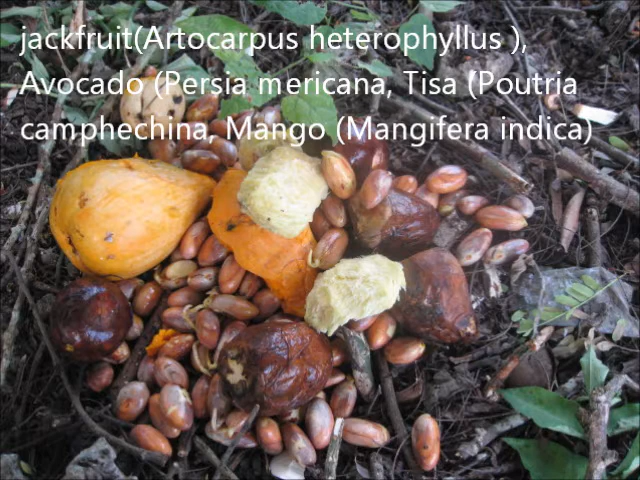 jackfruit(Artocarpus heterophyllus ),
Avocado (Persia mericana, Tisa (Poutria
camphechina, Mango (Mangifera indica)